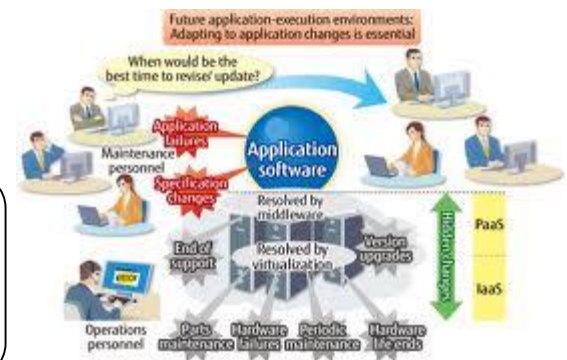 Future application-execution environments:
Adapting to application changes is essential
When would be the
best time to revise/ update?
Application
failures
Maintenance
personnel
Specification
changes
Application
software
Resolved by
middleware
End of
support
Resolved by
virtualization
Version
upgrades
Hidden changes
PaaS
IaaS
Operations
personnel
Parts
maintenance
Hardware
failures
Periodic
maintenance
Hardware
life ends